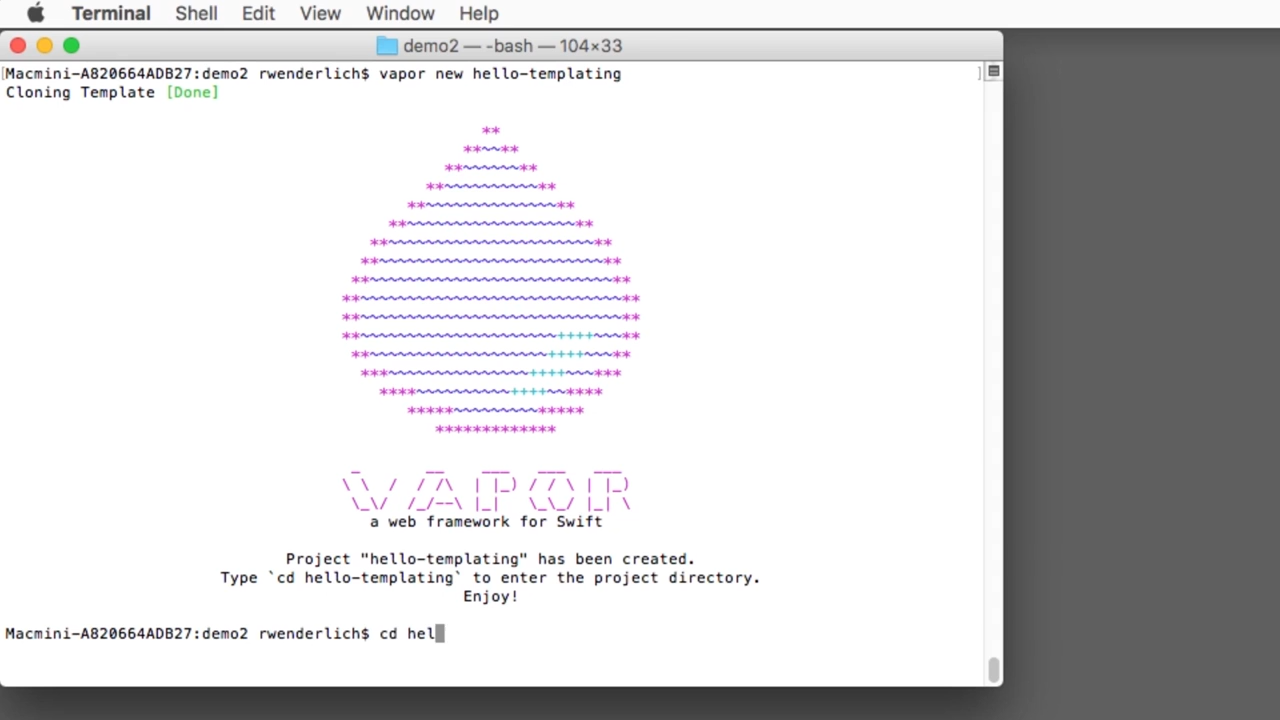 Terminal Shell Edit View Window Help
demo2 — -bash — 104×33
Macmini-A820664ADB27:demo2 rwenderlich$ vapor new hello-templating
Cloning Template [Done]
**
**~~**
**~~~~~~**
**~~~~~~~~~~**
**~~~~~~~~~~~~~~**
**~~~~~~~~~~~~~~~~~~**
**~~~~~~~~~~~~~~~~~~~~~~**
**~~~~~~~~~~~~~~~~~~~~~~~~**
**~~~~~~~~~~~~~~~~~~~~~~~~~~**
**~~~~~~~~~~~~~~~~~~~~~~~~~~~~**
**~~~~~~~~~~~~~~~~~~~~~~~~~~~~**
**~~~~~~~~~~~~~~~~~~~~~++++~~~**
**~~~~~~~~~~~~~~~~~~~++++~~~**
***~~~~~~~~~~~~~~~++++~~~***
****~~~~~~~~~~++++~~****
*****~~~~~~~~~*****
*************
VAPOR
a web framework for Swift
Project "hello-templating" has been created.
Type `cd hello-templating` to enter the project directory.
Enjoy!
Macmini-A820664ADB27:demo2 rwenderlich$ cd hel